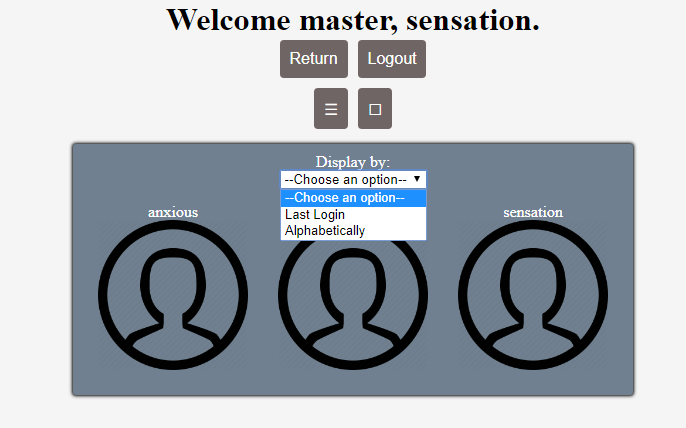 Welcome master, sensation.
Return Logout
☰ ☐
Display by:
--Choose an option--
--Choose an option--
Last Login
Alphabetically
anxious sensation